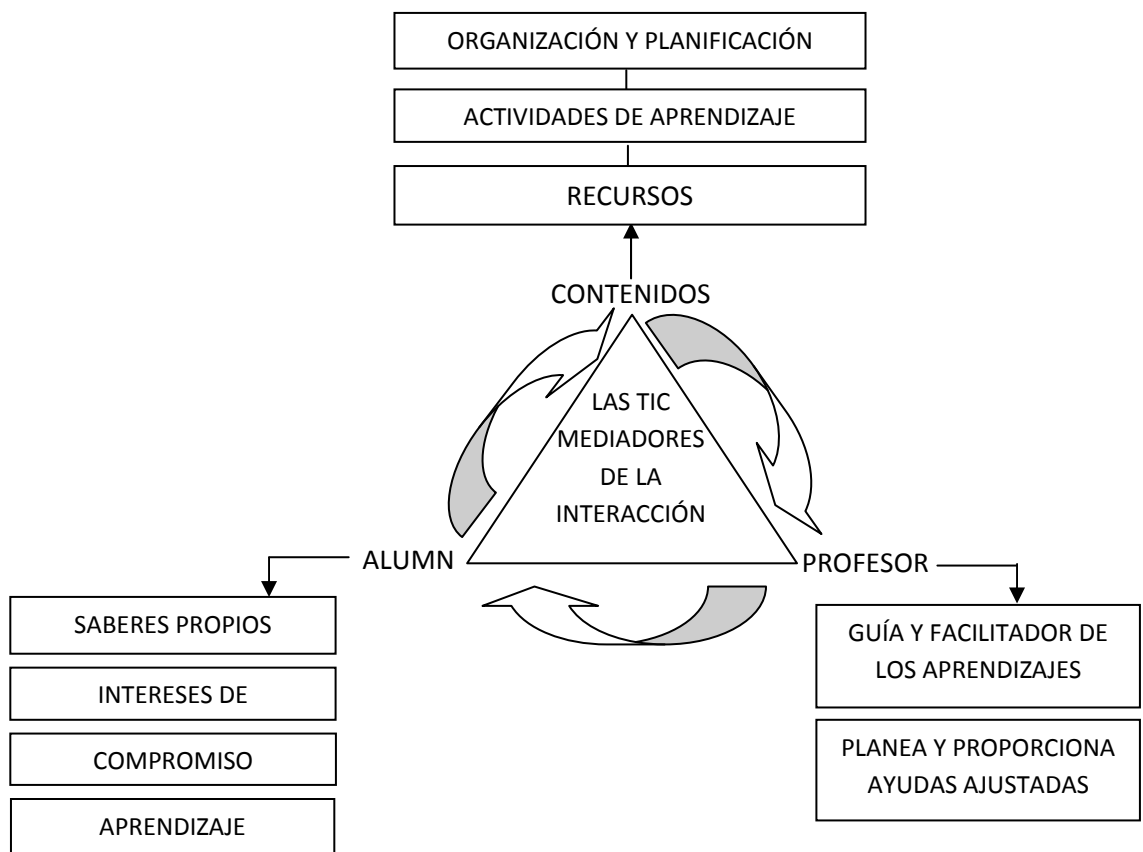 ORGANIZACIÓN Y PLANIFICACIÓN
ACTIVIDADES DE APRENDIZAJE
RECURSOS
CONTENIDOS
LAS TIC
MEDIADORES
DE LA
INTERACCIÓN
ALUMN
PROFESOR
SABERES PROPIOS
INTERESES DE
COMPROMISO
APRENDIZAJE
GUÍA Y FACILITADOR DE
LOS APRENDIZAJES
PLANEA Y PROPORCIONA
AYUDAS AJUSTADAS